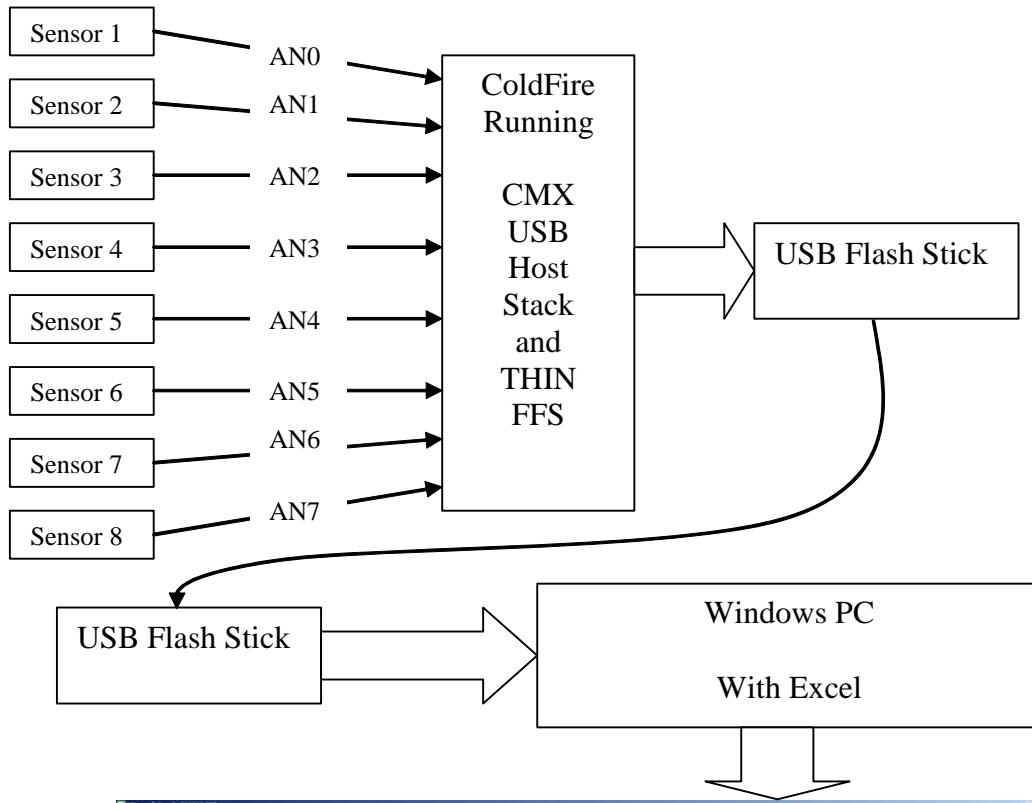 Sensor 1
AN0
Sensor 2
AN1
Sensor 3
AN2
Sensor 4
AN3
Sensor 5
AN4
Sensor 6
AN5
Sensor 7
AN6
Sensor 8
AN7
ColdFire
Running
CMX
USB
Host
Stack
and
THIN
FFS
USB Flash Stick
USB Flash Stick
Windows PC
With Excel